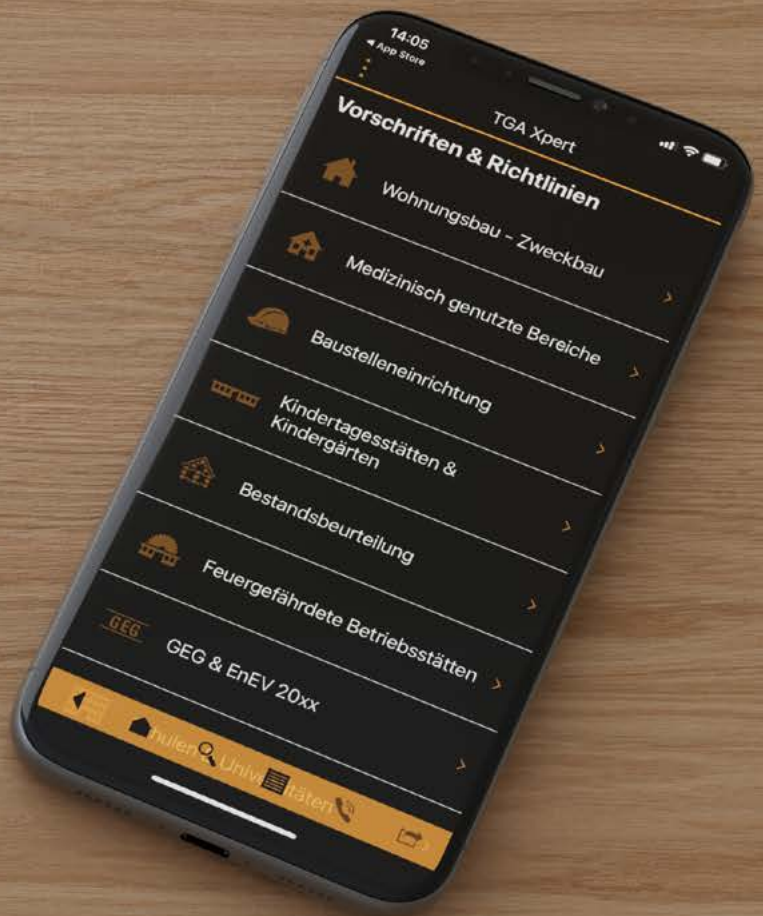 14:05
◀ App Store
TGA Xpert
Vorschriften & Richtlinien
Wohnungsbau - Zweckbau
Medizinisch genutzte Bereiche
Baustelleneinrichtung
Kindertagesstätten &
Kindergärten
Bestandsbeurteilung
Feuergefährdete Betriebsstätten
GEG
GEG & EnEV 20xx